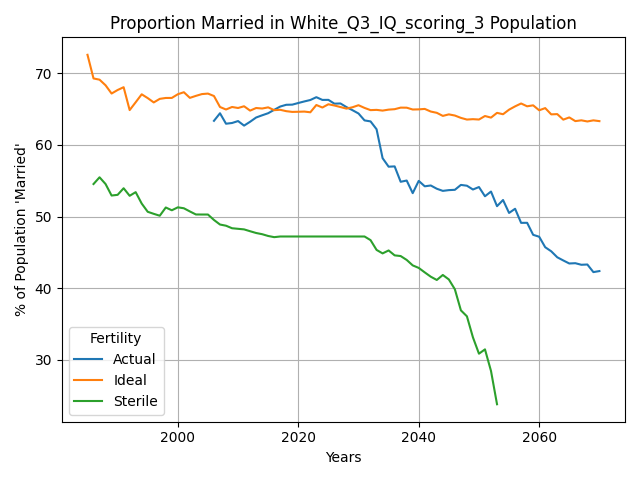 Proportion Married in White_Q3_IQ_scoring_3 Population
% of Population 'Married'
70
60
50
40
30
Fertility
Actual
Ideal
Sterile
2000
2020
2040
2060
Years